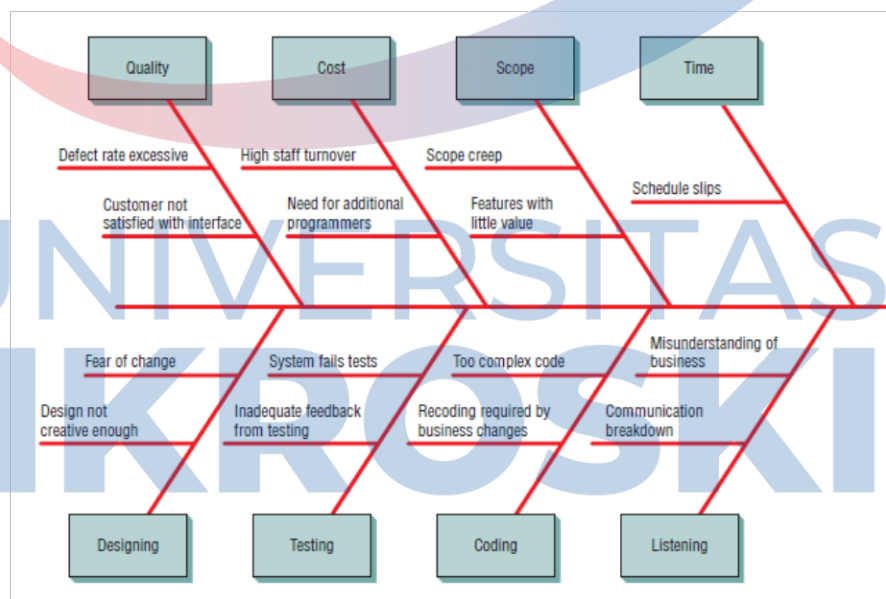 Quality
Cost
Scope
Time
Defect rate excessive
High staff turnover
Scope creep
Schedule slips
Customer not
satisfied with interface
Need for additional
programmers
Features with
little value
UNIVERSITAS
MIKROSKI
Fear of change
System fails tests
Too complex code
Misunderstanding of
business
Design not
creative enough
Inadequate feedback
from testing
Recoding required by
business changes
Communication
breakdown
Designing
Testing
Coding
Listening